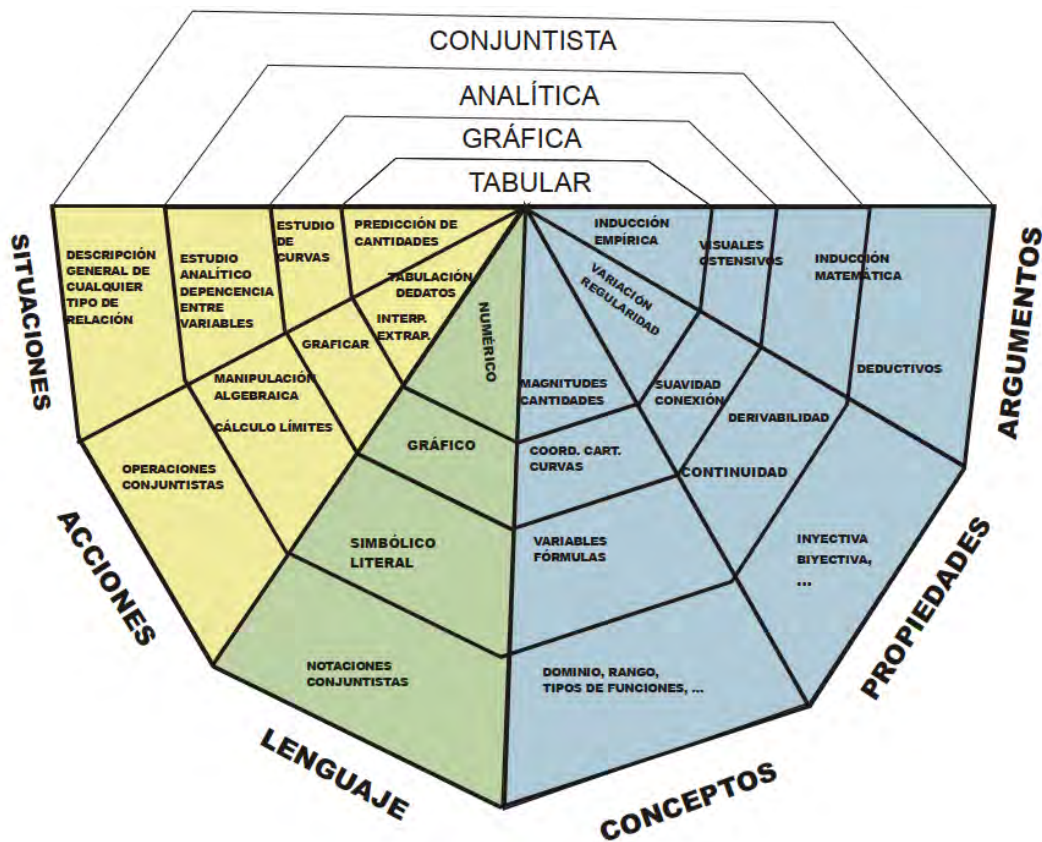 CONJUNTISTA
ANALÍTICA
GRÁFICA
TABULAR
SITUACIONES
DESCRIPCIÓN
GENERAL DE
CUALQUIER
TIPO DE
RELACIÓN
ESTUDIO
ANALÍTICO
DEPENCENCIA
ENTRE
VARIABLES
ESTUDIO
DE
CURVAS
PREDICCIÓN DE
CANTIDADES
ACCIONES
OPERACIONES
CONJUNTISTAS
MANIPULACIÓN
ALGEBRAICA
CÁLCULO LÍMITES
GRAFICAR
TABULACIÓN
DEDATOS
INTERP.
EXTRAP.
LENGUAJE
NUMÉRICO
GRÁFICO
SIMBÓLICO
LITERAL
NOTACIONES
CONJUNTISTAS
CONCEPTOS
MAGNITUDES
CANTIDADES
COORD. CART.
CURVAS
VARIABLES
FÓRMULAS
DOMINIO, RANGO,
TIPOS DE FUNCIONES, ...
PROPIEDADES
VARIACIÓN
REGULARIDAD
SUAVIDAD
CONEXIÓN
DERIVABILIDAD
CONTINUIDAD
INYECTIVA
BIYECTIVA,
...
ARGUMENTOS
INDUCCIÓN
EMPÍRICA
VISUALES
OSTENSIVOS
INDUCCIÓN
MATEMÁTICA
DEDUCTIVOS